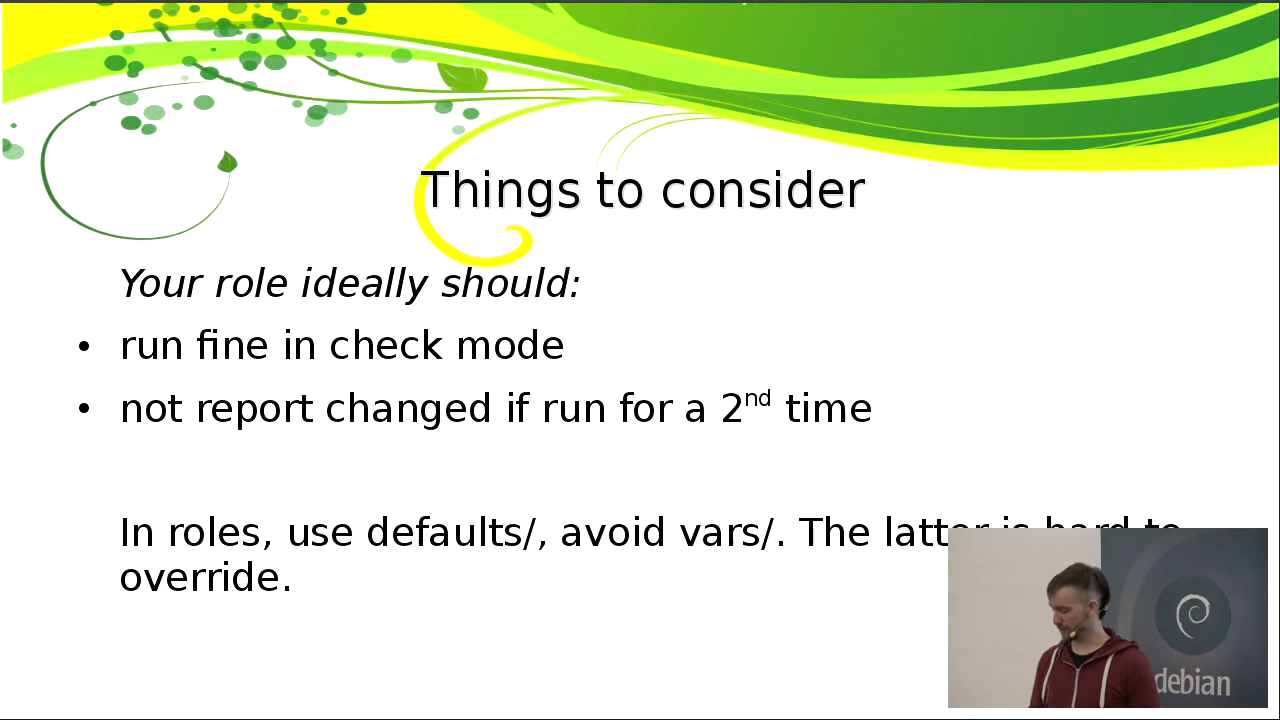 Things to consider
Your role ideally should:
• run fine in check mode
• not report changed if run for a 2nd time
In roles, use defaults/, avoid vars/. The latter is hard to
override.
debian